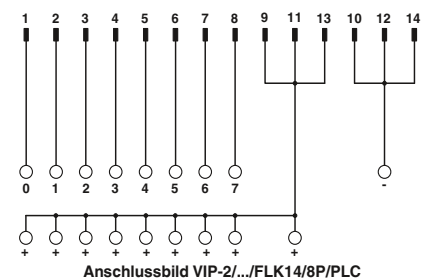 1 2 3 4 5 6 7 8 9 11 13 10 12 14
0 1 2 3 4 5 6 7 -
+ + + + + + + + +
Anschlussbild VIP-2/.../FLK14/8P/PLC